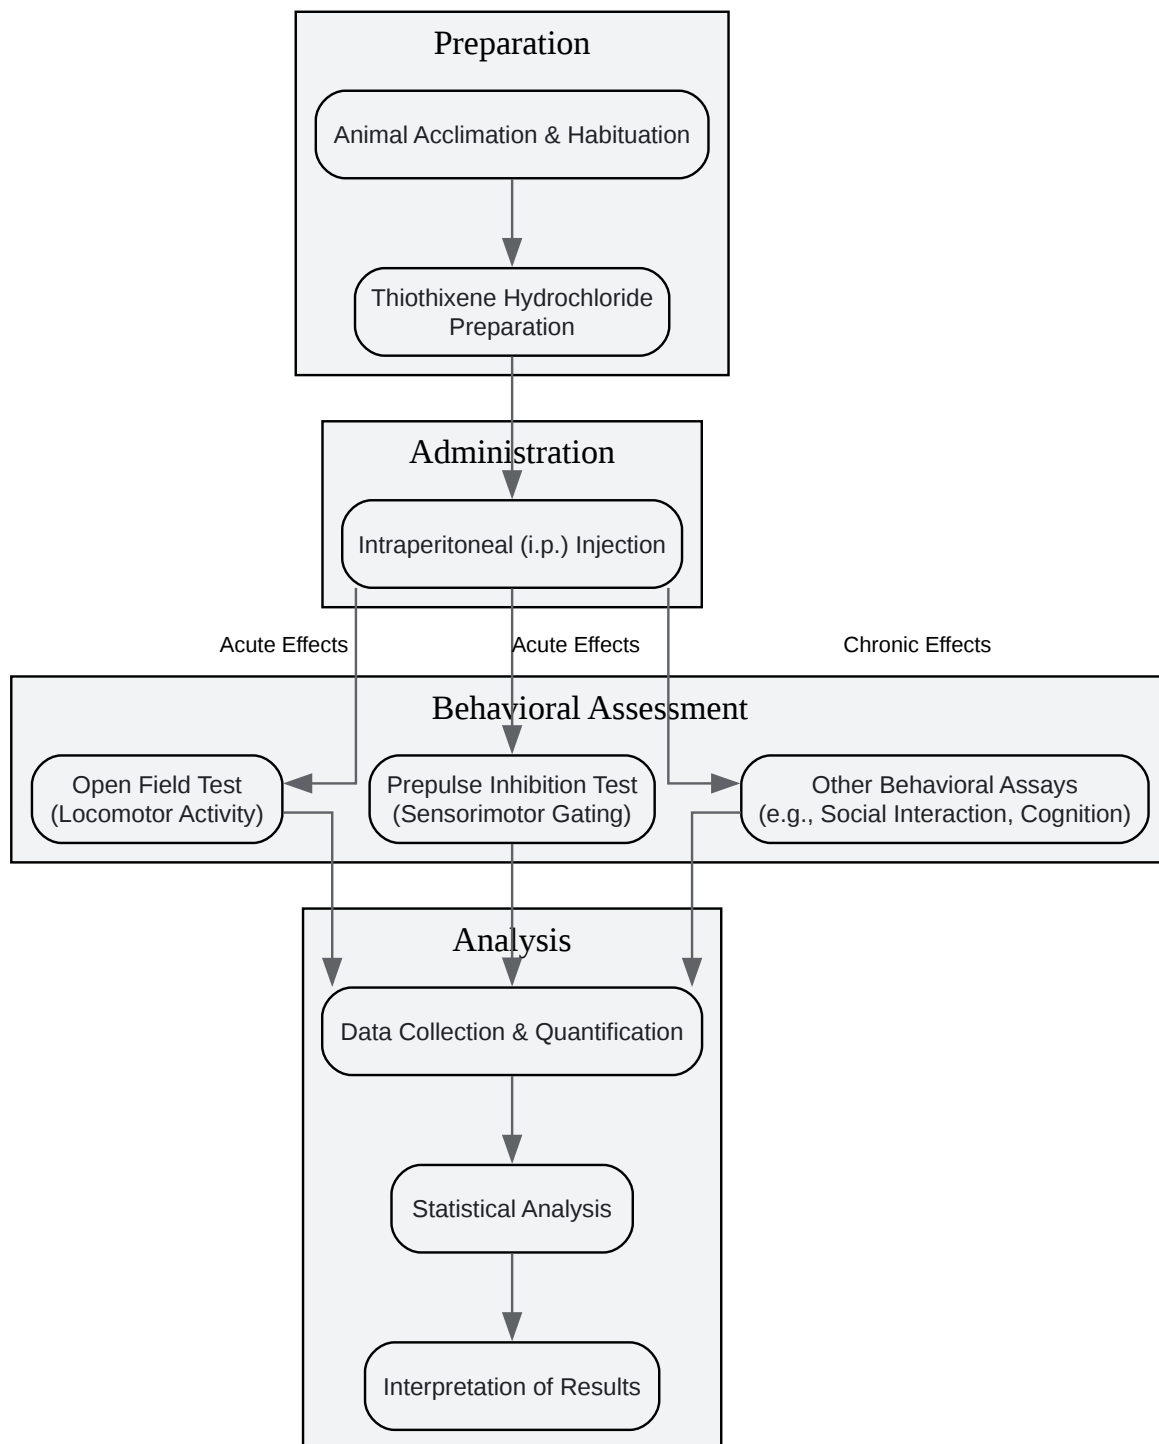 Preparation
Animal Acclimation & Habituation
Thiothixene Hydrochloride
Preparation
Administration
Intraperitoneal (i.p.) Injection
Acute Effects
Acute Effects
Chronic Effects
Behavioral Assessment
Open Field Test
(Locomotor Activity)
Prepulse Inhibition Test
(Sensorimotor Gating)
Other Behavioral Assays
(e.g., Social Interaction, Cognition)
Analysis
Data Collection & Quantification
Statistical Analysis
Interpretation of Results